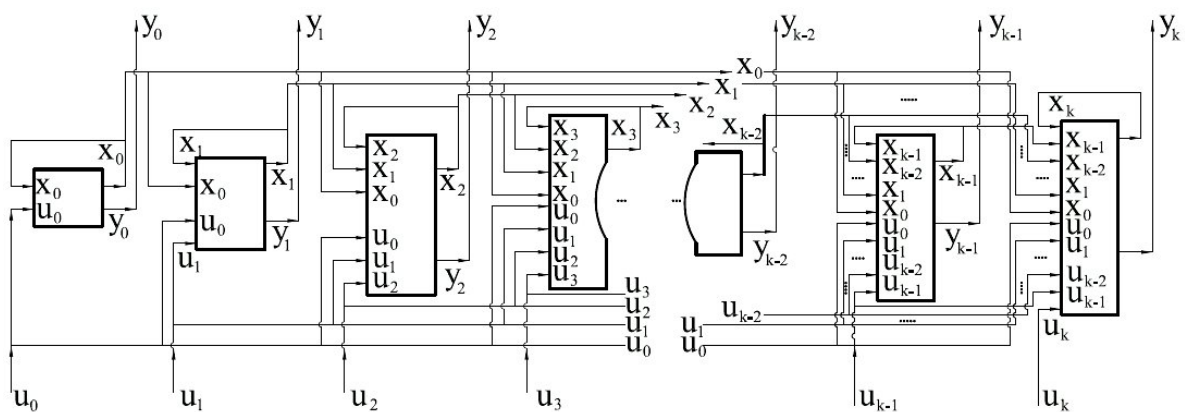 y₀ y₁ y₂ yₖ₋₂ yₖ₋₁ yₖ
x₀
x₁
x₂
x₃
x₀
x₀
u₀
y₀
x₁
x₀
u₀
u₁
x₁
y₁
x₂
x₁
x₀
u₀
u₁
u₂
x₂
y₂
x₃
x₂
x₁
x₀
u₀
u₁
u₂
u₃
x₃
... ...
xₖ₋₂
yₖ₋₂
u₃
u₂
u₁
u₀
uₖ₋₂
u₁
u₀
.....
....
xₖ₋₁
xₖ₋₂
x₁
x₀
u₀
u₁
uₖ₋₂
uₖ₋₁
xₖ₋₁
yₖ₋₁
.....
xₖ
xₖ₋₁
xₖ₋₂
x₁
x₀
u₀
u₁
uₖ₋₂
uₖ₋₁
uₖ
u₀ u₁ u₂ u₃ uₖ₋₁ uₖ